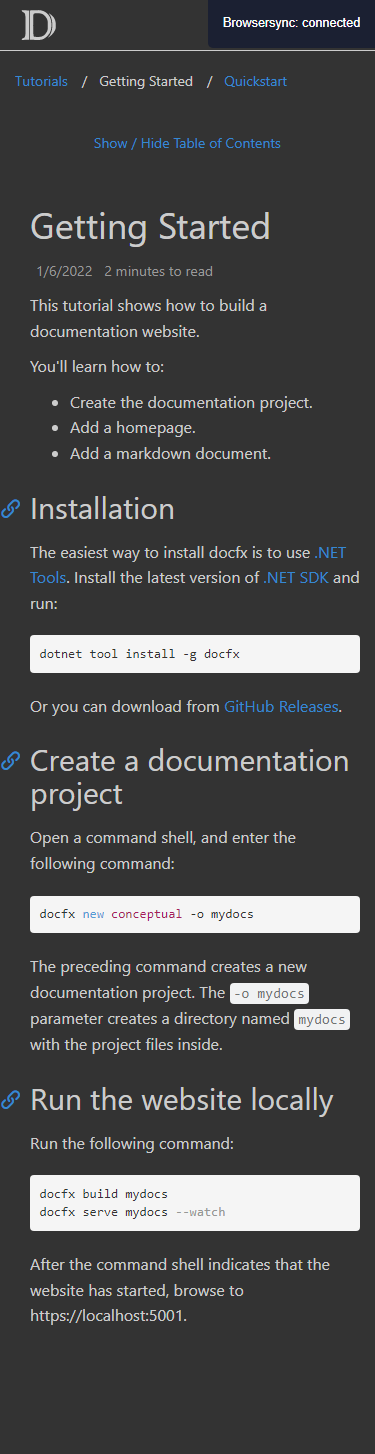 D
Browsersync: connected
Tutorials / Getting Started / Quickstart
Show / Hide Table of Contents
Getting Started
1/6/2022 2 minutes to read
This tutorial shows how to build a
documentation website.
You'll learn how to:
• Create the documentation project.
• Add a homepage.
• Add a markdown document.
Installation
The easiest way to install docfx is to use .NET
Tools. Install the latest version of .NET SDK and
run:
dotnet tool install -g docfx
Or you can download from GitHub Releases.
Create a documentation
project
Open a command shell, and enter the
following command:
docfx new conceptual -o mydocs
The preceding command creates a new
documentation project. The -o mydocs
parameter creates a directory named mydocs
with the project files inside.
Run the website locally
Run the following command:
docfx build mydocs
docfx serve mydocs --watch
After the command shell indicates that the
website has started, browse to
https://localhost:5001.